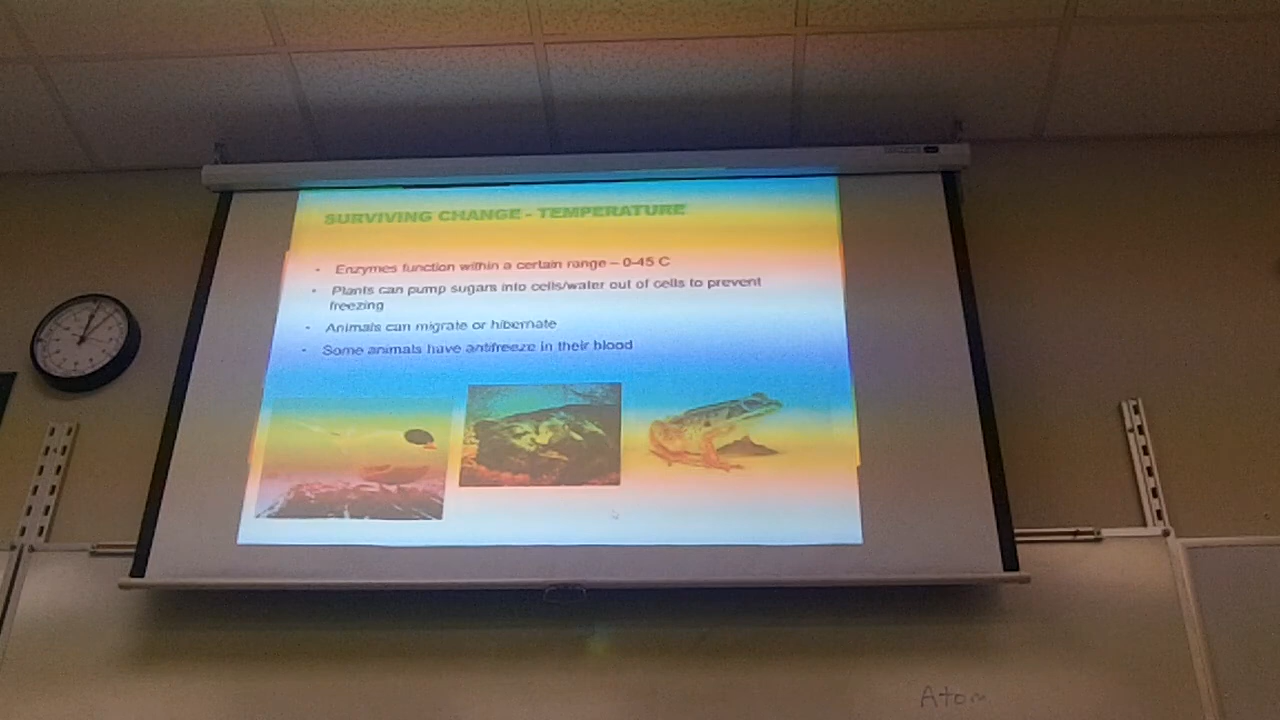 SURVIVING CHANGE - TEMPERATURE
• Enzymes function within a certain range – 0-45 C
• Plants can pump sugars into cells/water out of cells to prevent
freezing
• Animals can migrate or hibernate
• Some animals have antifreeze in their blood
Atom